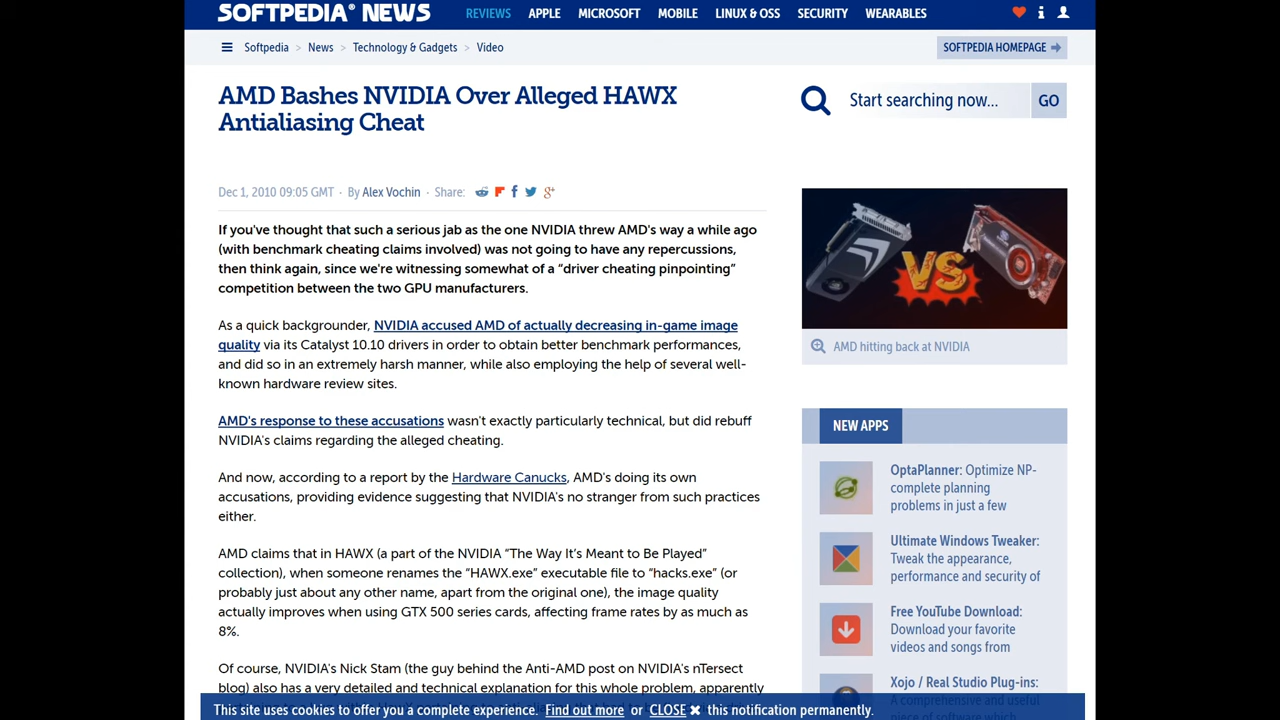 SOFTPEDIA® NEWS
REVIEWS APPLE MICROSOFT MOBILE LINUX & OSS SECURITY WEARABLES
Softpedia > News > Technology & Gadgets > Video
SOFTPEDIA HOMEPAGE
AMD Bashes NVIDIA Over Alleged HAWX
Antialiasing Cheat
Start searching now...
GO
Dec 1, 2010 09:05 GMT · By Alex Vochin · Share:
If you've thought that such a serious jab as the one NVIDIA threw AMD's way a while ago
(with benchmark cheating claims involved) was not going to have any repercussions,
then think again, since we're witnessing somewhat of a “driver cheating pinpointing”
competition between the two GPU manufacturers.
As a quick backgrounder, NVIDIA accused AMD of actually decreasing in-game image
quality via its Catalyst 10.10 drivers in order to obtain better benchmark performances,
and did so in an extremely harsh manner, while also employing the help of several well-
known hardware review sites.
AMD's response to these accusations wasn't exactly particularly technical, but did rebuff
NVIDIA's claims regarding the alleged cheating.
And now, according to a report by the Hardware Canucks, AMD's doing its own
accusations, providing evidence suggesting that NVIDIA's no stranger from such practices
either.
AMD claims that in HAWX (a part of the NVIDIA “The Way It’s Meant to Be Played”
collection), when someone renames the “HAWX.exe” executable file to “hacks.exe” (or
probably just about any other name, apart from the original one), the image quality
actually improves when using GTX 500 series cards, affecting frame rates by as much as
8%.
Of course, NVIDIA's Nick Stam (the guy behind the Anti-AMD post on NVIDIA's nTersect
blog) also has a very detailed and technical explanation for this whole problem, apparently
VS
AMD hitting back at NVIDIA
NEW APPS
OptaPlanner: Optimize NP-
complete planning
problems in just a few
Ultimate Windows Tweaker:
Tweak the appearance,
performance and security of
Free YouTube Download:
Download your favorite
videos and songs from
Xojo / Real Studio Plug-ins:
A comprehensive and useful
piece of software which
This site uses cookies to offer you a complete experience. Find out more or CLOSE ✖ this notification permanently.